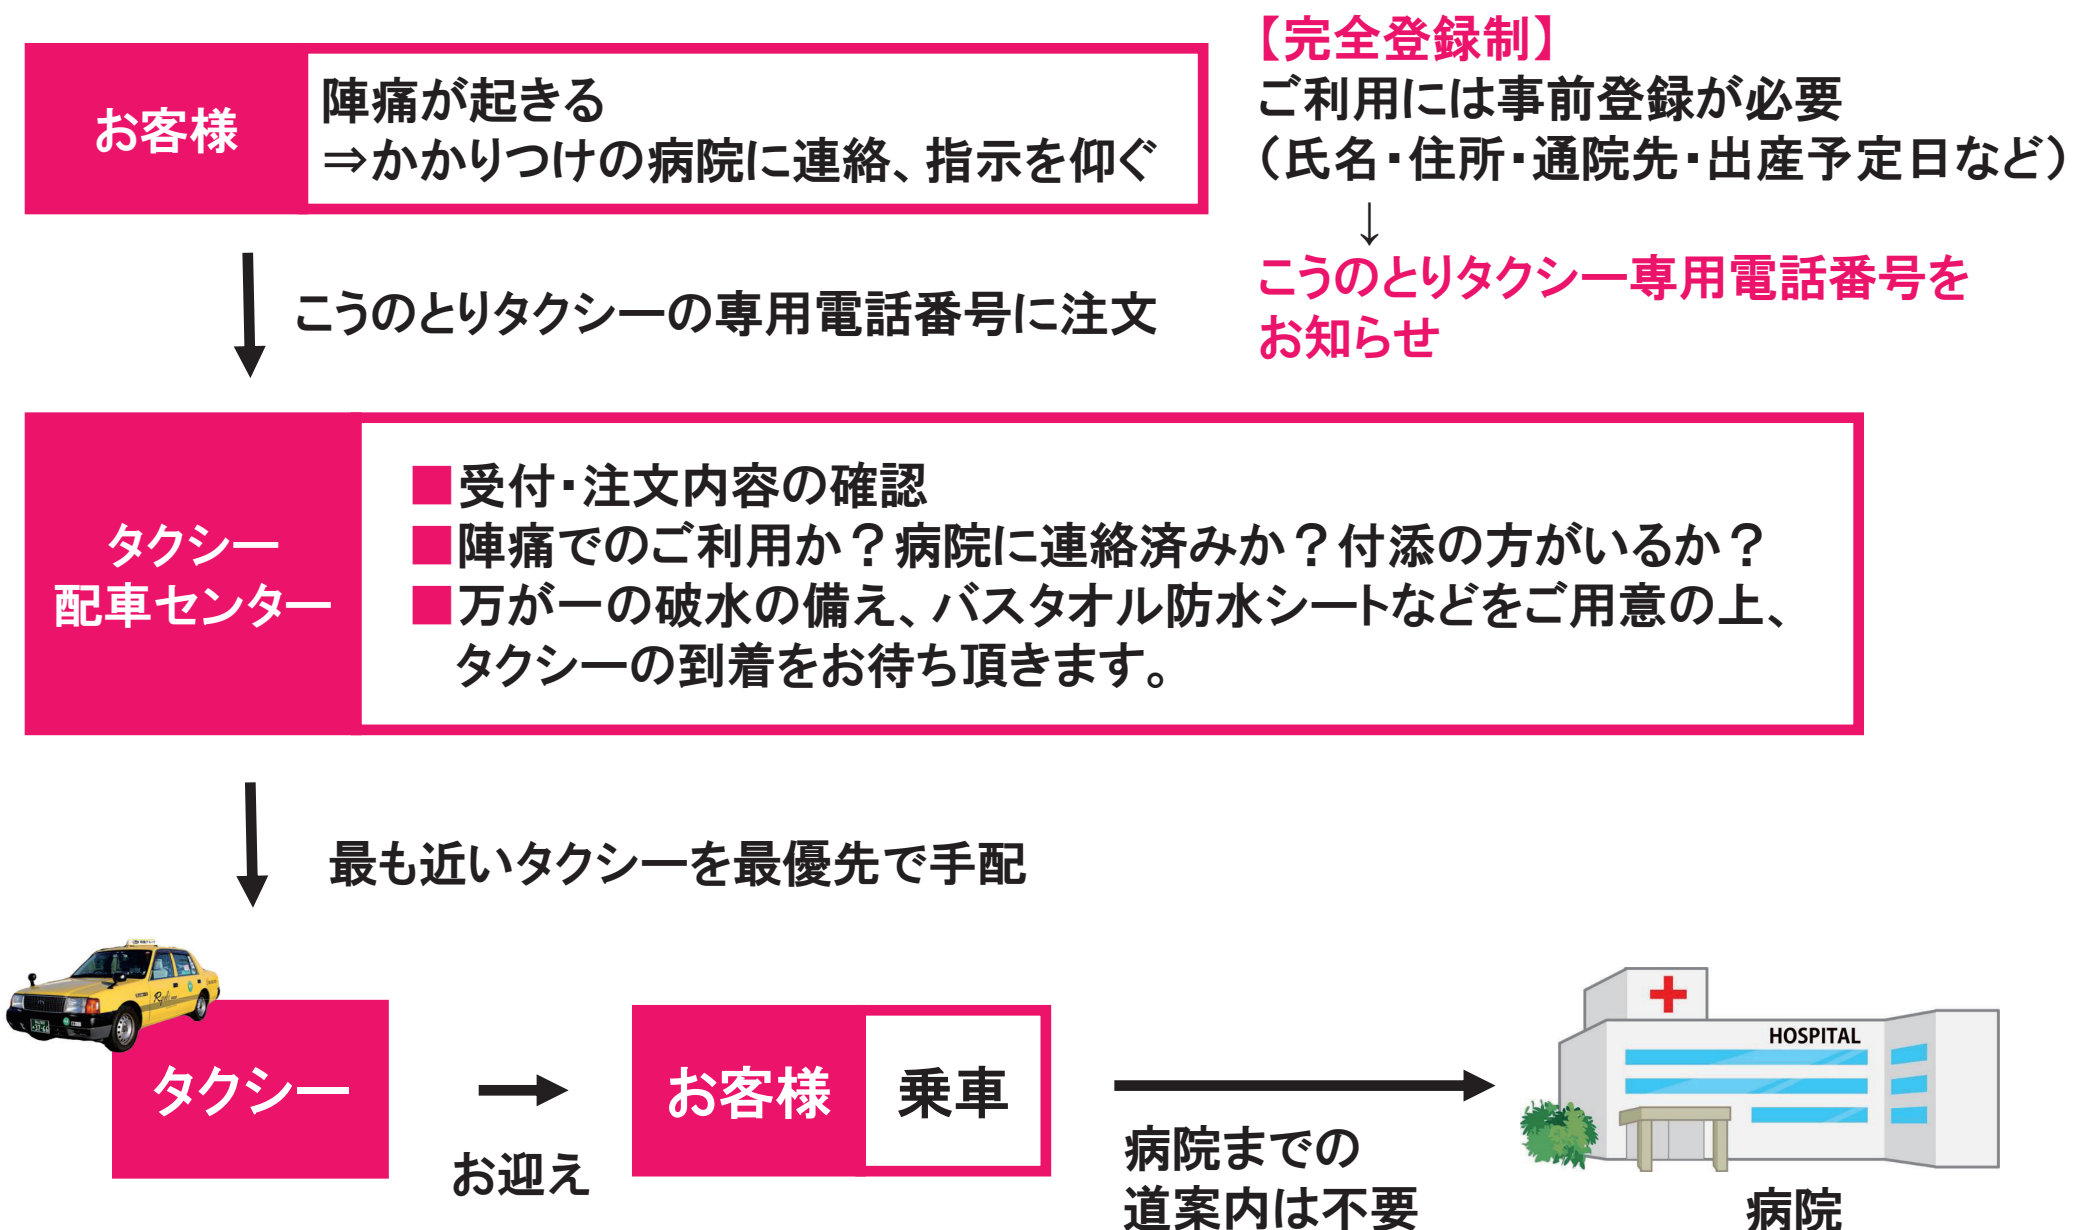 お客様
陣痛が起きる
⇒かかりつけの病院に連絡、指示を仰ぐ
【完全登録制】
ご利用には事前登録が必要
（氏名・住所・通院先・出産予定日など）
↓
こうのとりタクシー専用電話番号を
お知らせ
こうのとりタクシーの専用電話番号に注文
タクシー
配車センター
■受付・注文内容の確認
■陣痛でのご利用か？病院に連絡済みか？付添の方がいるか？
■万が一の破水の備え、バスタオル防水シートなどをご用意の上、
タクシーの到着をお待ち頂きます。
最も近いタクシーを最優先で手配
タクシー
お迎え
お客様
乗車
病院までの
道案内は不要
HOSPITAL
病院